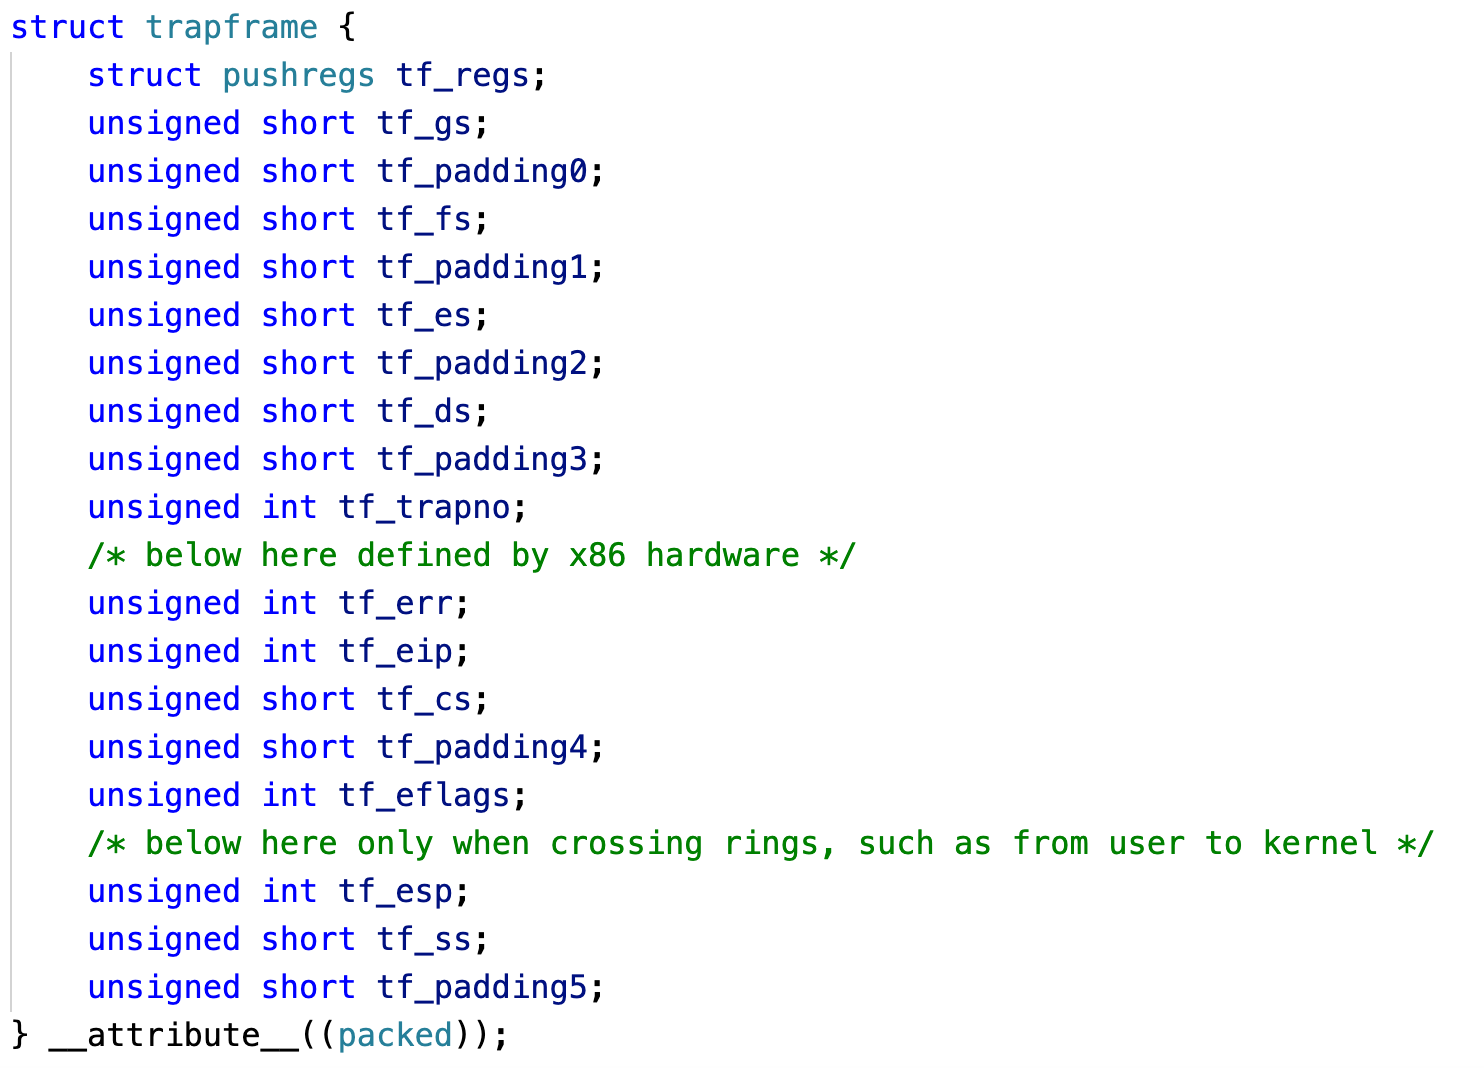 struct trapframe {
    struct pushregs tf_regs;
    unsigned short tf_gs;
    unsigned short tf_padding0;
    unsigned short tf_fs;
    unsigned short tf_padding1;
    unsigned short tf_es;
    unsigned short tf_padding2;
    unsigned short tf_ds;
    unsigned short tf_padding3;
    unsigned int tf_trapno;
    /* below here defined by x86 hardware */
    unsigned int tf_err;
    unsigned int tf_eip;
    unsigned short tf_cs;
    unsigned short tf_padding4;
    unsigned int tf_eflags;
    /* below here only when crossing rings, such as from user to kernel */
    unsigned int tf_esp;
    unsigned short tf_ss;
    unsigned short tf_padding5;
} __attribute__((packed));